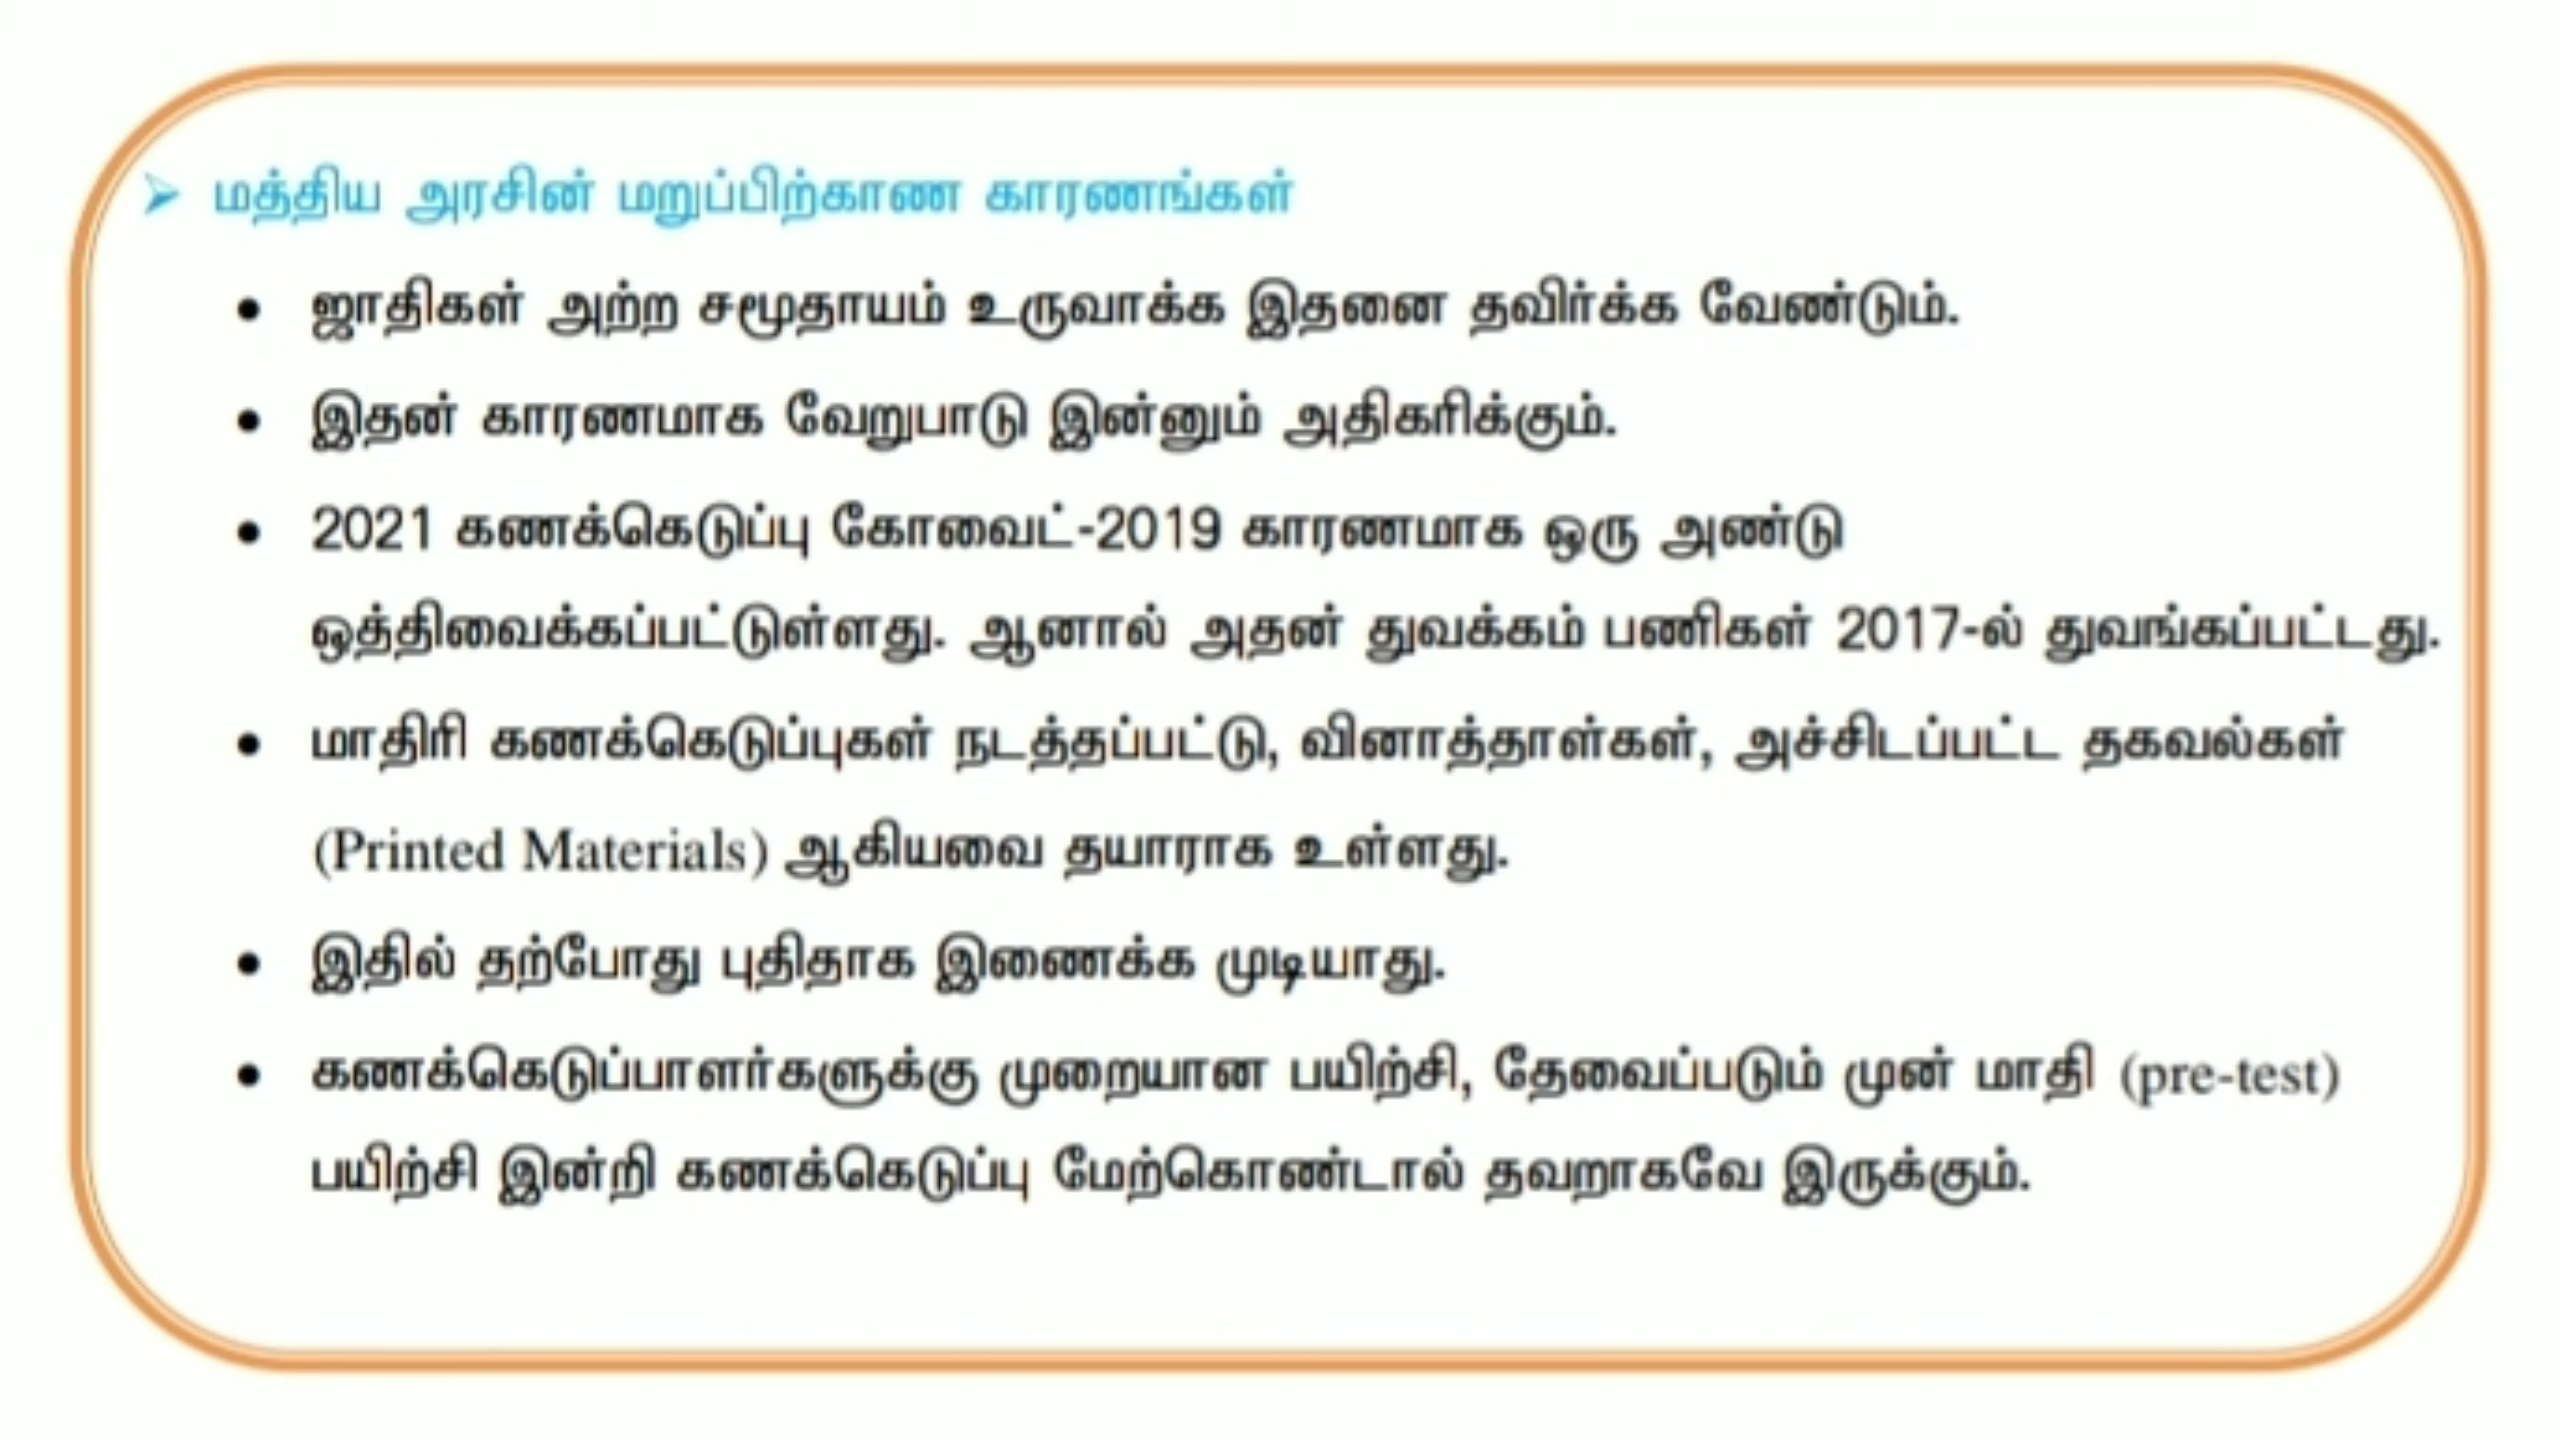 ➢ மத்திய அரசின் மறுப்பிற்காண காரணங்கள்
• ஜாதிகள் அற்ற சமூதாயம் உருவாக்க இதனை தவிர்க்க வேண்டும்.
• இதன் காரணமாக வேறுபாடு இன்னும் அதிகரிக்கும்.
• 2021 கணக்கெடுப்பு கோவைட்-2019 காரணமாக ஒரு அண்டு
ஒத்திவைக்கப்பட்டுள்ளது. ஆனால் அதன் துவக்கம் பணிகள் 2017-ல் துவங்கப்பட்டது.
• மாதிரி கணக்கெடுப்புகள் நடத்தப்பட்டு, வினாத்தாள்கள், அச்சிடப்பட்ட தகவல்கள்
(Printed Materials) ஆகியவை தயாராக உள்ளது.
• இதில் தற்போது புதிதாக இணைக்க முடியாது.
• கணக்கெடுப்பாளர்களுக்கு முறையான பயிற்சி, தேவைப்படும் முன் மாதி (pre-test)
பயிற்சி இன்றி கணக்கெடுப்பு மேற்கொண்டால் தவறாகவே இருக்கும்.